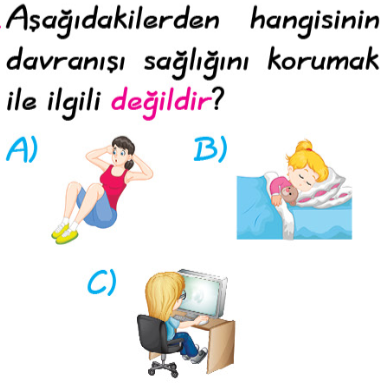 Aşağıdakilerden hangisinin
davranışı sağlığını korumak
ile ilgili değildir?
A) B)
C)